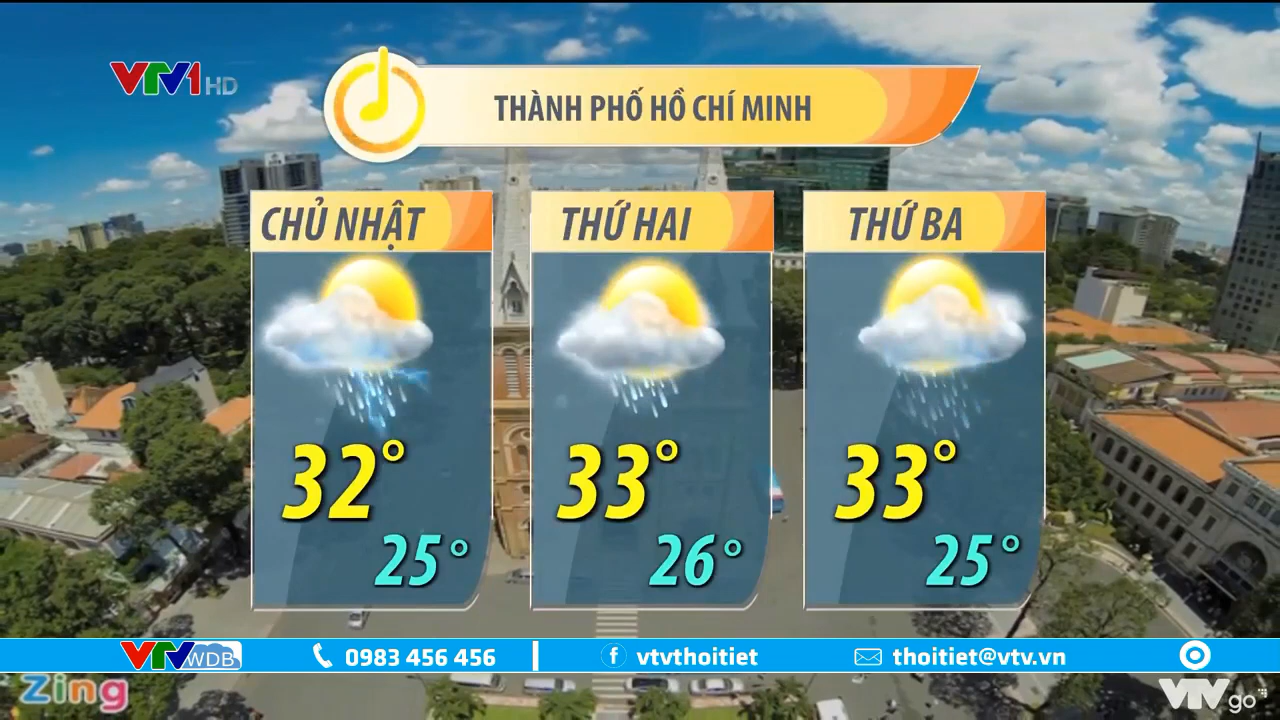 VTV1 HD
THÀNH PHỐ HỒ CHÍ MINH
CHỦ NHẬT
THỨ HAI
THỨ BA
32°
33°
33°
25°
26°
25°
VTV WDB
0983 456 456
vtvthoitiet
thoitiet@vtv.vn
Zing
VTV go